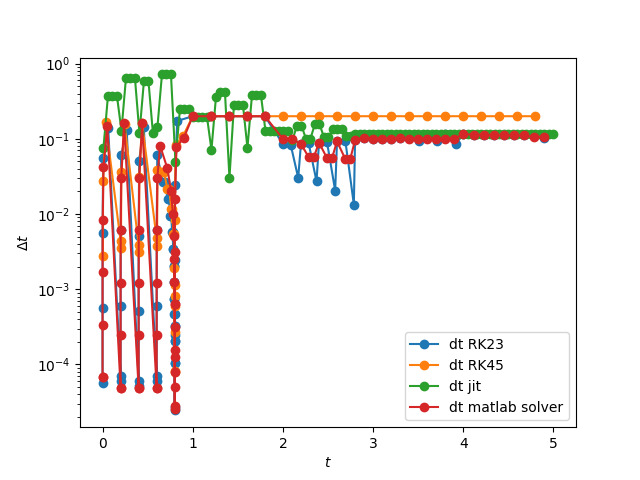 10⁰
10⁻¹
10⁻²
10⁻³
10⁻⁴
Δt
0 1 2 3 4 5
t
dt RK23
dt RK45
dt jit
dt matlab solver